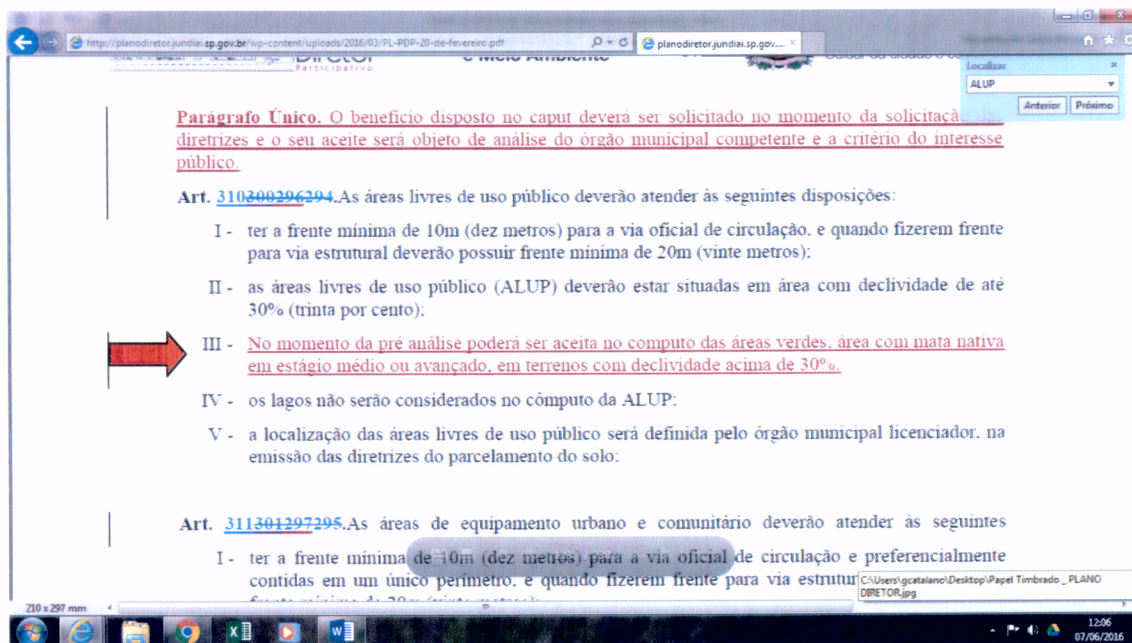 http://planodiretor.jundiai.sp.gov.br/wp-content/uploads/2016/03/PL-PDP-20-de-fevereiro.pdf
planodiretor.jundiai.sp.gov....
Diretor
Participativo
e Meio Ambiente
Localizar
ALUP
Anterior Próximo
Parágrafo Único. O benefício disposto no caput deverá ser solicitado no momento da solicitação
diretrizes e o seu aceite será objeto de análise do órgão municipal competente e a critério do interesse
público.
Art. 310300296294.As áreas livres de uso público deverão atender às seguintes disposições:
I - ter a frente mínima de 10m (dez metros) para a via oficial de circulação, e quando fizerem frente
para via estrutural deverão possuir frente mínima de 20m (vinte metros);
II - as áreas livres de uso público (ALUP) deverão estar situadas em área com declividade de até
30% (trinta por cento);
III - No momento da pré análise poderá ser aceita no computo das áreas verdes, área com mata nativa
em estágio médio ou avançado, em terrenos com declividade acima de 30%.
IV - os lagos não serão considerados no cômputo da ALUP;
V - a localização das áreas livres de uso público será definida pelo órgão municipal licenciador, na
emissão das diretrizes do parcelamento do solo;
Art. 311301297295.As áreas de equipamento urbano e comunitário deverão atender às seguintes
I - ter a frente mínima de 10m (dez metros) para a via oficial de circulação e preferencialmente
contidas em um único perímetro, e quando fizerem frente para via estrutur
frente mínima de 20m (vinte metros);
C:\Users\gcatalano\Desktop\Papel Timbrado _ PLANO
DIRETOR.jpg
210 x 297 mm
12:06
07/06/2016